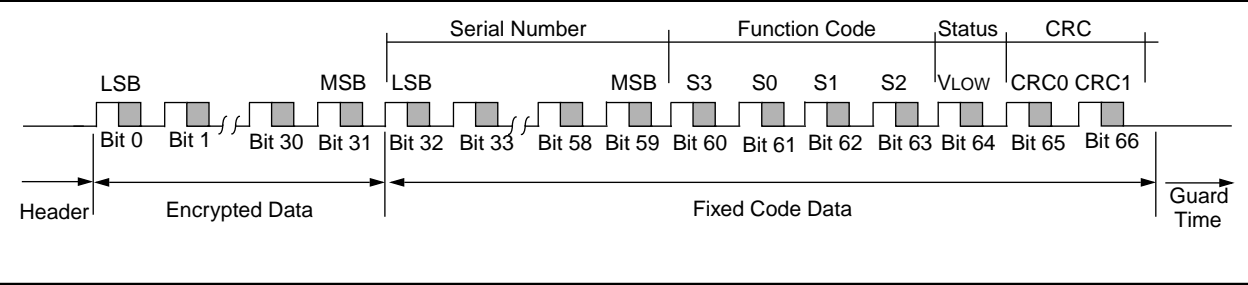 Serial Number Function Code Status CRC
LSB MSB LSB MSB S3 S0 S1 S2 VLOW CRC0 CRC1
Bit 0 Bit 1 Bit 30 Bit 31 Bit 32 Bit 33 Bit 58 Bit 59 Bit 60 Bit 61 Bit 62 Bit 63 Bit 64 Bit 65 Bit 66
Header Encrypted Data Fixed Code Data Guard
Time